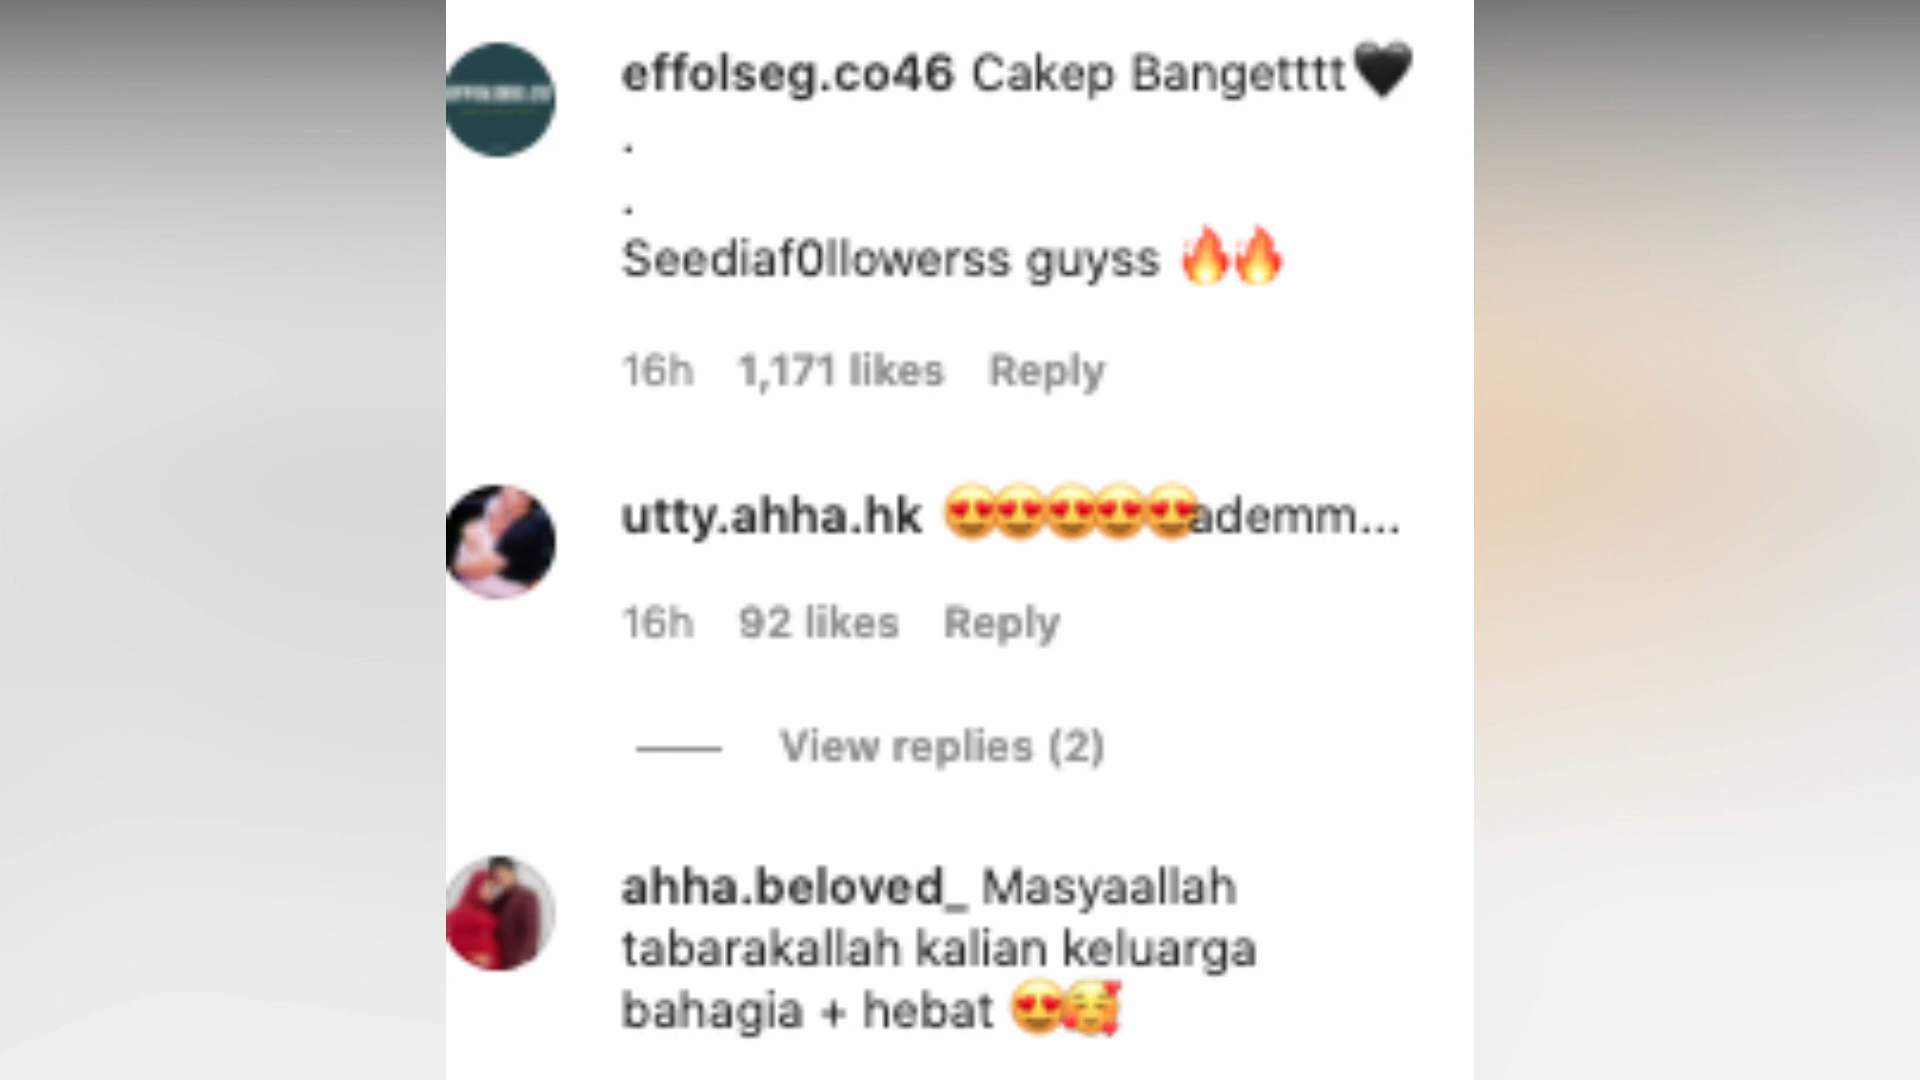 effolseg.co46 Cakep Bangetttt🖤
.
.
Seediaf0llowerss guyss 🔥🔥
16h 1,171 likes Reply
utty.ahha.hk 😍😍😍😍😍ademm...
16h 92 likes Reply
View replies (2)
ahha.beloved_ Masyaallah
tabarakallah kalian keluarga
bahagia + hebat 😍🥰